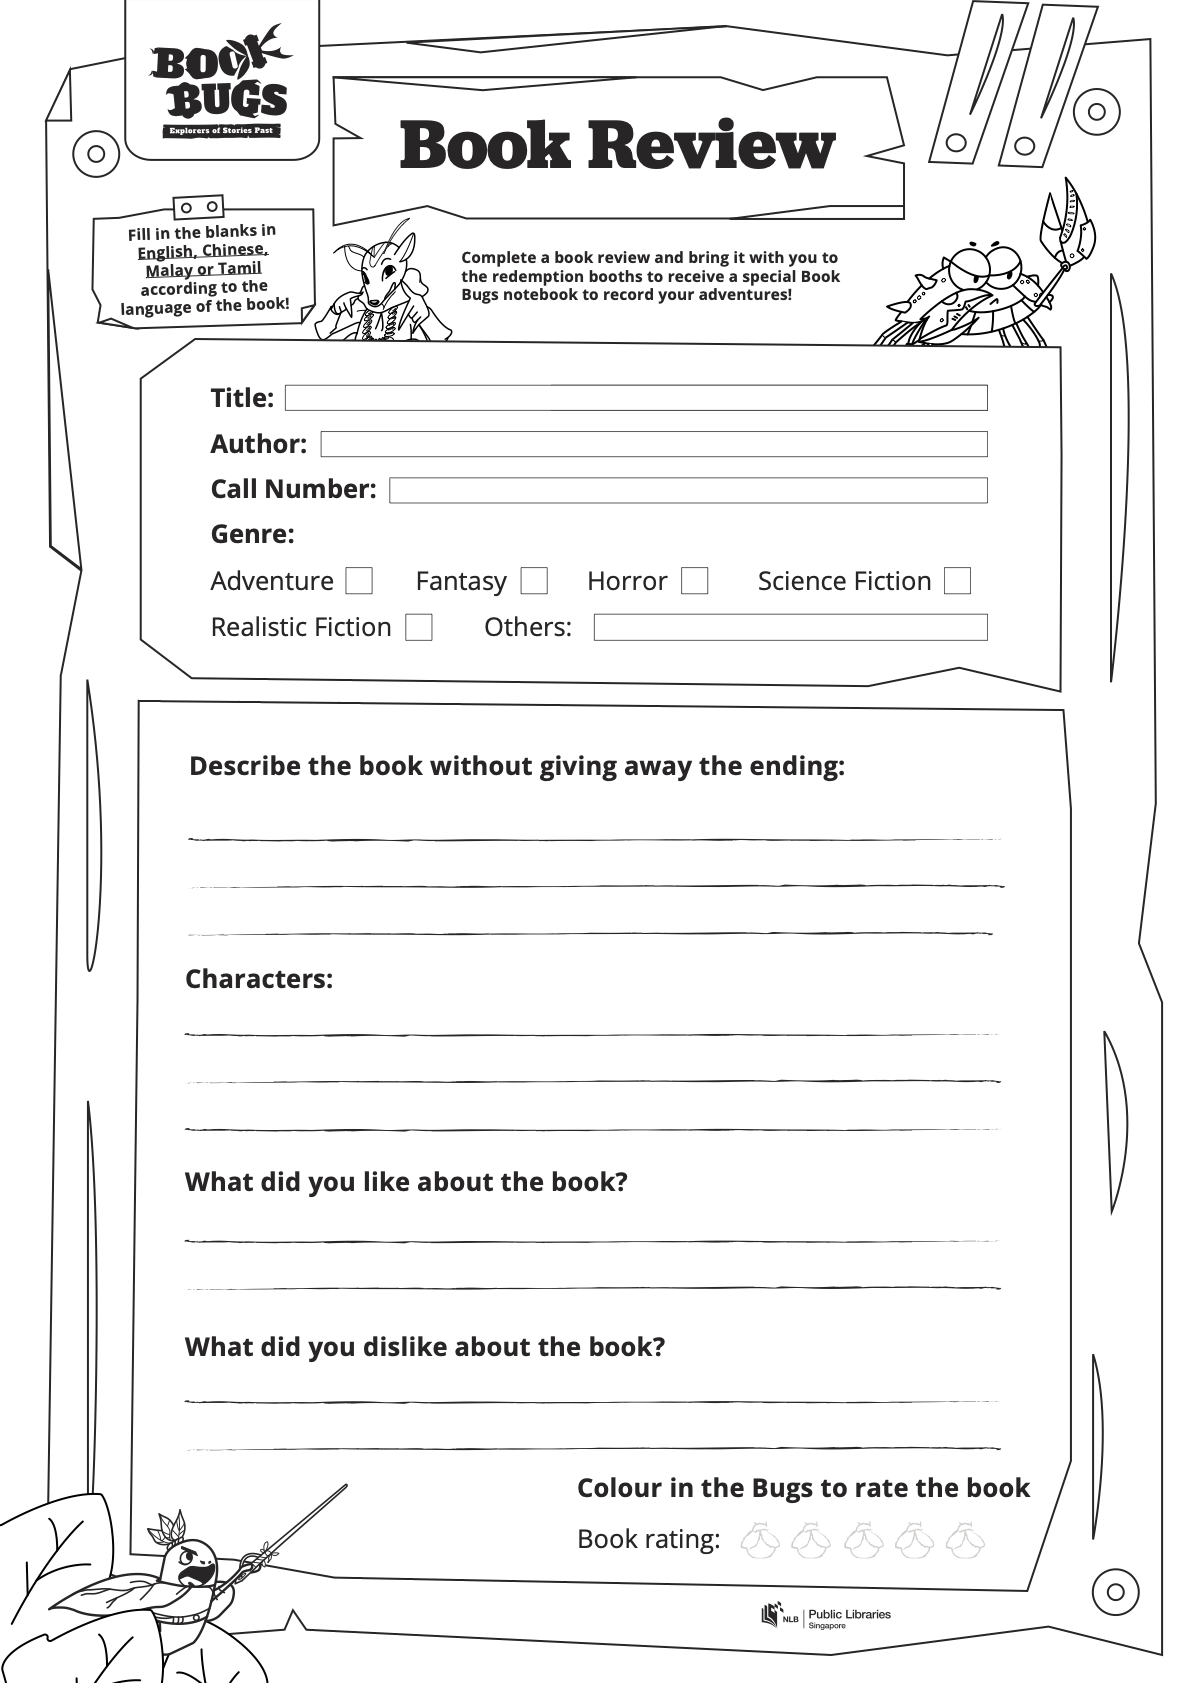 BOOK
BUGS
Explorers of Stories Past
Book Review
Fill in the blanks in
English, Chinese,
Malay or Tamil
according to the
language of the book!
Complete a book review and bring it with you to
the redemption booths to receive a special Book
Bugs notebook to record your adventures!
Title:
Author:
Call Number:
Genre:
Adventure Fantasy Horror Science Fiction
Realistic Fiction Others:
Describe the book without giving away the ending:
Characters:
What did you like about the book?
What did you dislike about the book?
Colour in the Bugs to rate the book
Book rating:
NLB Public Libraries
Singapore